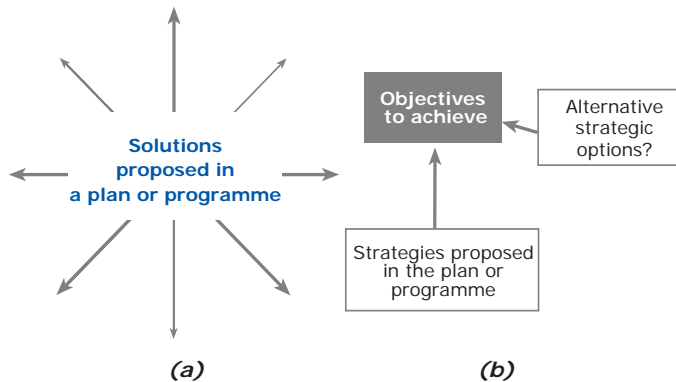 Solutions
proposed in
a plan or programme
(a)
Objectives
to achieve
Alternative
strategic
options?
Strategies proposed
in the plan or
programme
(b)